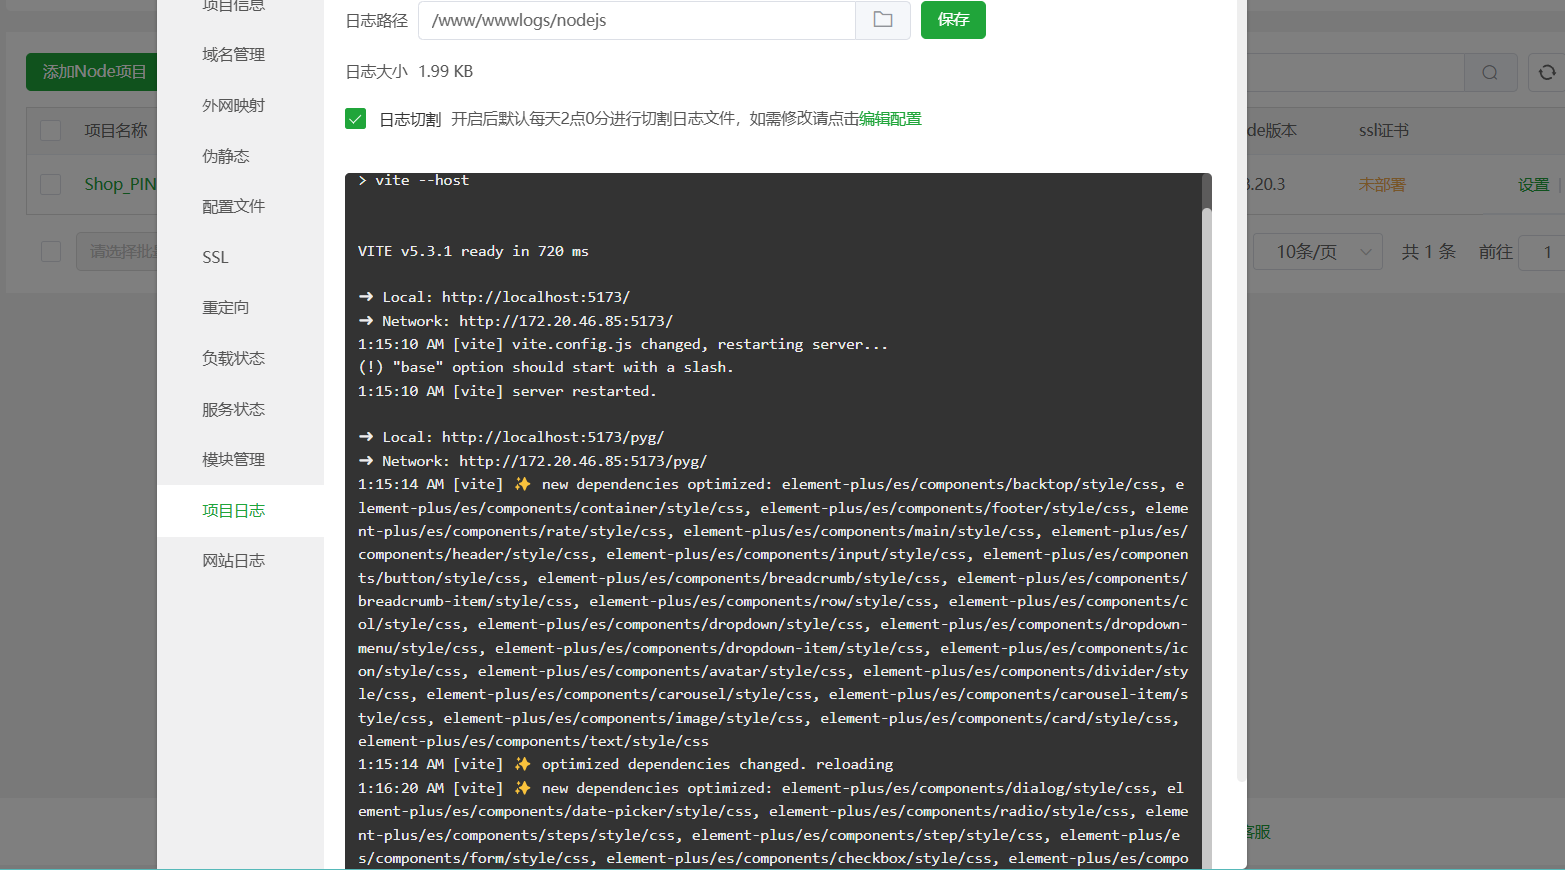 项目信息
日志路径 /www/wwwlogs/nodejs 保存
域名管理
添加Node项目
日志大小 1.99 KB
外网映射
日志切割 开启后默认每天2点0分进行切割日志文件，如需修改请点击编辑配置
项目名称
de版本 ssl证书
伪静态
Shop_PIN
.20.3 未部署 设置
配置文件
请选择批
10条/页 共 1 条 前往 1
SSL
重定向
负载状态
服务状态
模块管理
项目日志
网站日志
> vite --host
VITE v5.3.1 ready in 720 ms
➜ Local: http://localhost:5173/
➜ Network: http://172.20.46.85:5173/
1:15:10 AM [vite] vite.config.js changed, restarting server...
(!) "base" option should start with a slash.
1:15:10 AM [vite] server restarted.
➜ Local: http://localhost:5173/pyg/
➜ Network: http://172.20.46.85:5173/pyg/
1:15:14 AM [vite] ✨ new dependencies optimized: element-plus/es/components/backtop/style/css, e
lement-plus/es/components/container/style/css, element-plus/es/components/footer/style/css, eleme
nt-plus/es/components/rate/style/css, element-plus/es/components/main/style/css, element-plus/es/
components/header/style/css, element-plus/es/components/input/style/css, element-plus/es/componen
ts/button/style/css, element-plus/es/components/breadcrumb/style/css, element-plus/es/components/
breadcrumb-item/style/css, element-plus/es/components/row/style/css, element-plus/es/components/c
ol/style/css, element-plus/es/components/dropdown/style/css, element-plus/es/components/dropdown-
menu/style/css, element-plus/es/components/dropdown-item/style/css, element-plus/es/components/ic
on/style/css, element-plus/es/components/avatar/style/css, element-plus/es/components/divider/sty
le/css, element-plus/es/components/carousel/style/css, element-plus/es/components/carousel-item/s
tyle/css, element-plus/es/components/image/style/css, element-plus/es/components/card/style/css,
element-plus/es/components/text/style/css
1:15:14 AM [vite] ✨ optimized dependencies changed. reloading
1:16:20 AM [vite] ✨ new dependencies optimized: element-plus/es/components/dialog/style/css, el
ement-plus/es/components/date-picker/style/css, element-plus/es/components/radio/style/css, eleme
nt-plus/es/components/steps/style/css, element-plus/es/components/step/style/css, element-plus/e
s/components/form/style/css, element-plus/es/components/checkbox/style/css, element-plus/es/compo
客服